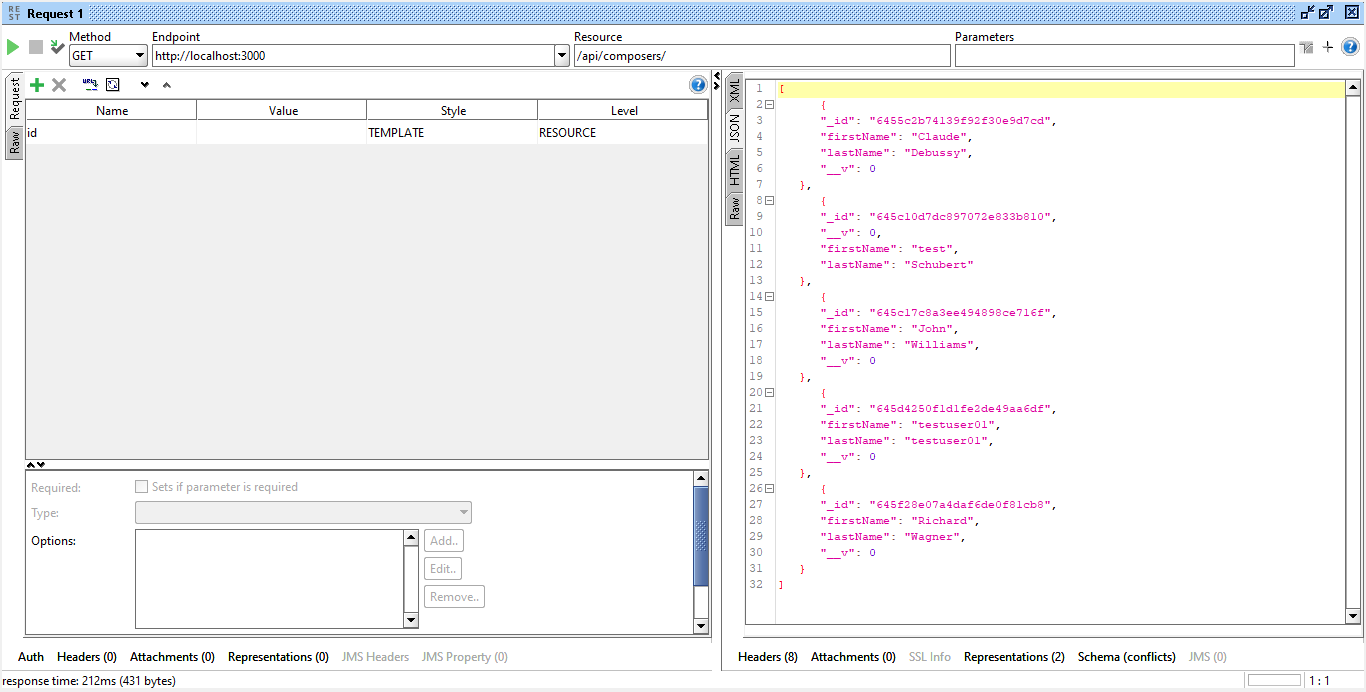 REST Request 1
Method Endpoint Resource Parameters
GET http://localhost:3000 /api/composers/
Request
Raw
Name Value Style Level
id TEMPLATE RESOURCE
Required: Sets if parameter is required
Type:
Options:
Add..
Edit..
Remove..
Auth Headers (0) Attachments (0) Representations (0) JMS Headers JMS Property (0)
XML
JSON
HTML
Raw
1 [
2 {
3 "_id": "6455c2b74139f92f30e9d7cd",
4 "firstName": "Claude",
5 "lastName": "Debussy",
6 "__v": 0
7 },
8 {
9 "_id": "645c10d7dc897072e833b810",
10 "__v": 0,
11 "firstName": "test",
12 "lastName": "Schubert"
13 },
14 {
15 "_id": "645c17c8a3ee494898ce716f",
16 "firstName": "John",
17 "lastName": "Williams",
18 "__v": 0
19 },
20 {
21 "_id": "645d4250f1d1fe2de49aa6df",
22 "firstName": "testuser01",
23 "lastName": "testuser01",
24 "__v": 0
25 },
26 {
27 "_id": "645f28e07a4daf6de0f81cb8",
28 "firstName": "Richard",
29 "lastName": "Wagner",
30 "__v": 0
31 }
32 ]
Headers (8) Attachments (0) SSL Info Representations (2) Schema (conflicts) JMS (0)
response time: 212ms (431 bytes) 1 : 1